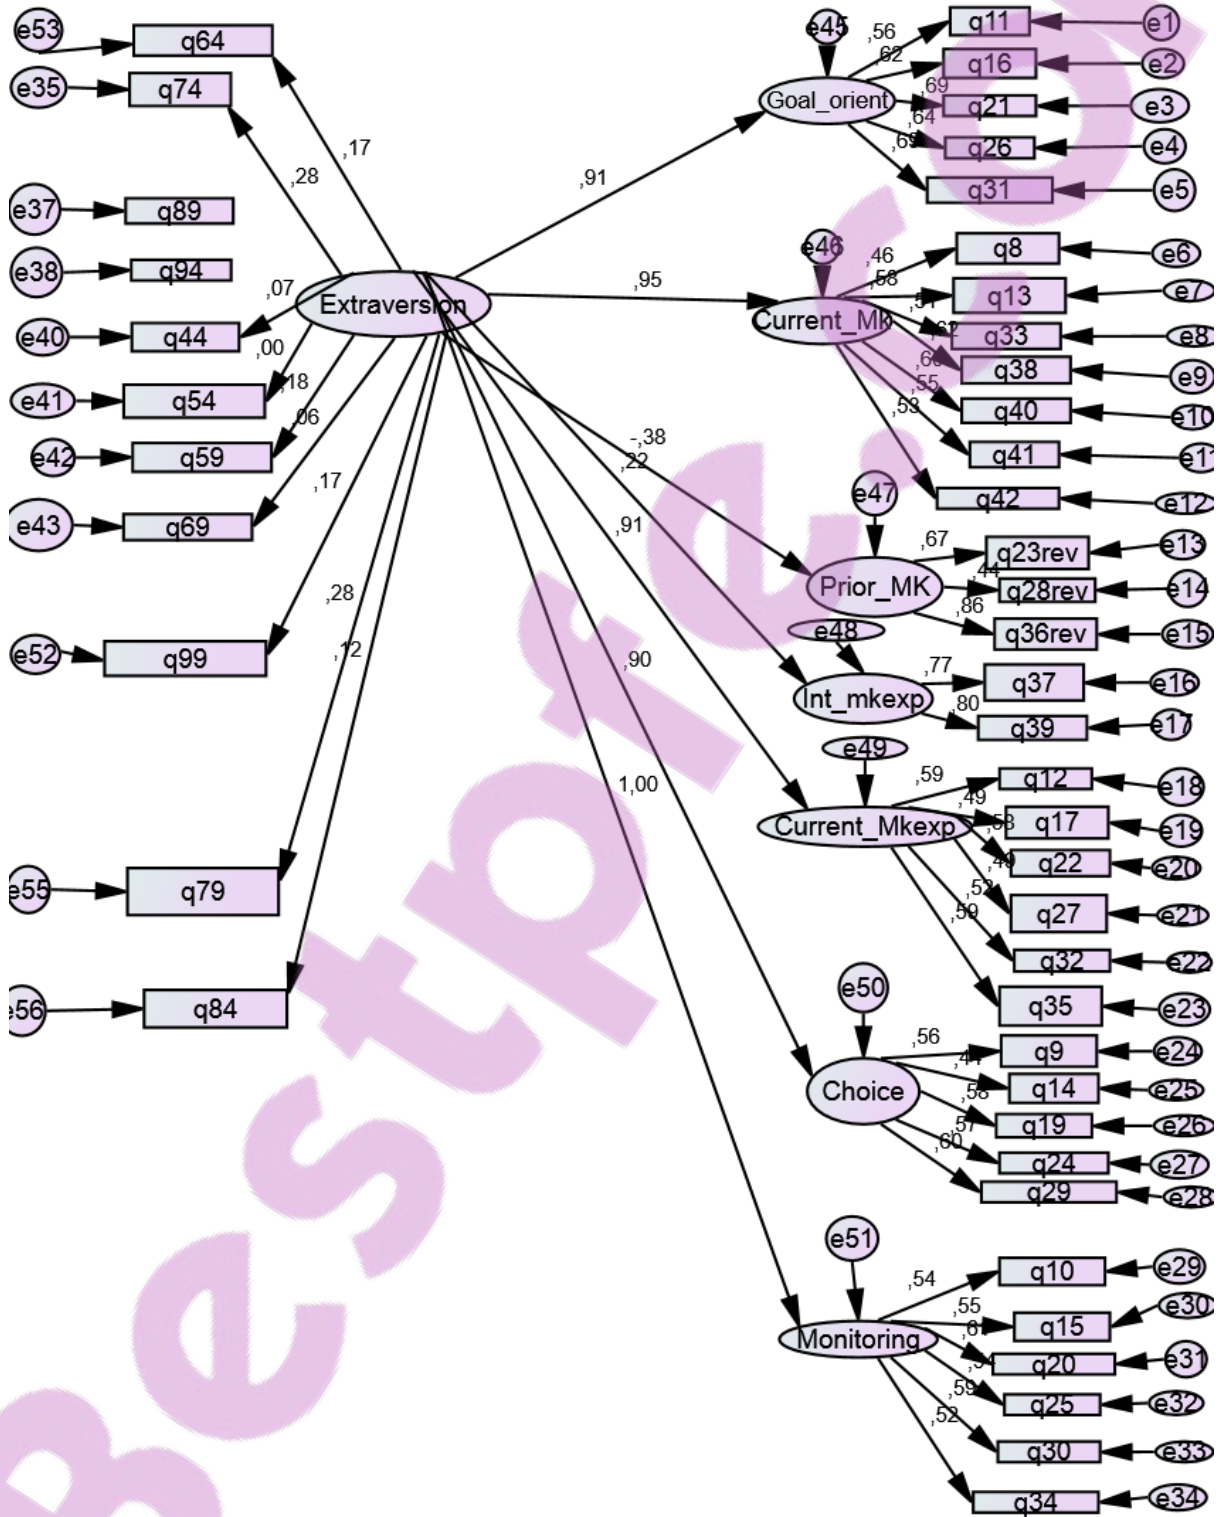 e53
q64
e35
q74
,17
,28
e37
q89
e38
q94
,07
Extraversion
e40
q44
,00
e41
q54
,18
,06
e42
q59
,17
e43
q69
e52
q99
,28
,12
e55
q79
e56
q84
,91
,95
-,38
,22
,91
,90
1,00
e45
Goal_orient
,56
q11
e1
,62
q16
e2
,69
q21
e3
,64
q26
e4
q31
e5
e46
Current_Mk
,46
q8
e6
,58
q13
e7
q33
e8
q38
e9
,55
q40
e10
,53
q41
q42
e12
e47
Prior_MK
,67
q23rev
e13
,44
q28rev
e14
,86
q36rev
e15
e48
Int_mkexp
,77
q37
e16
,80
q39
e17
e49
Current_Mkexp
,59
q12
e18
,49
q17
e19
q22
e20
q27
e21
,52
q32
e22
,59
q35
e23
e50
Choice
,56
q9
e24
,44
q14
e25
,58
q19
e26
,57
q24
e27
,60
q29
e28
e51
Monitoring
,54
q10
e29
,55
q15
e30
q20
e31
q25
e32
,59
q30
e33
,52
q34
e34
Bestpfe.co